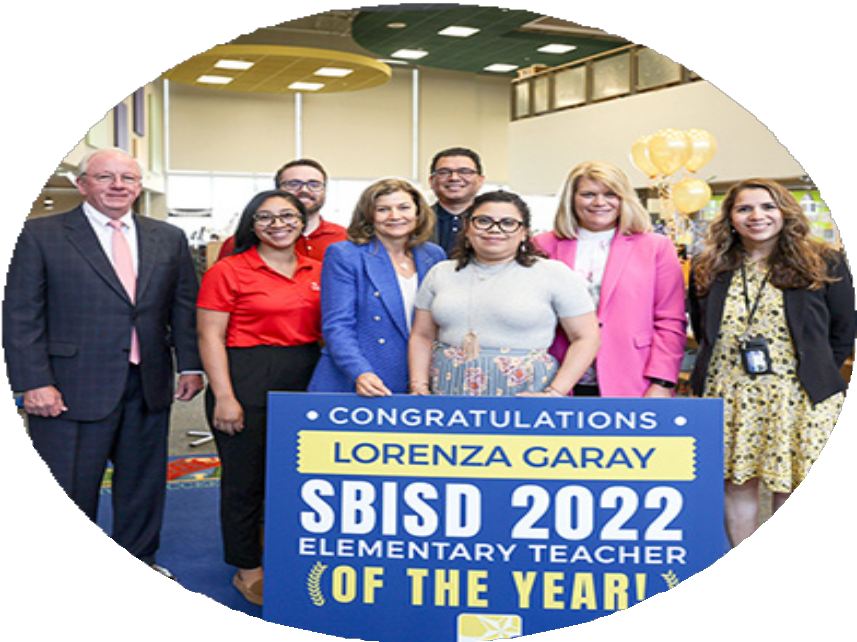 • CONGRATULATIONS •
LORENZA GARAY
SBISD 2022
ELEMENTARY TEACHER
OF THE YEAR!